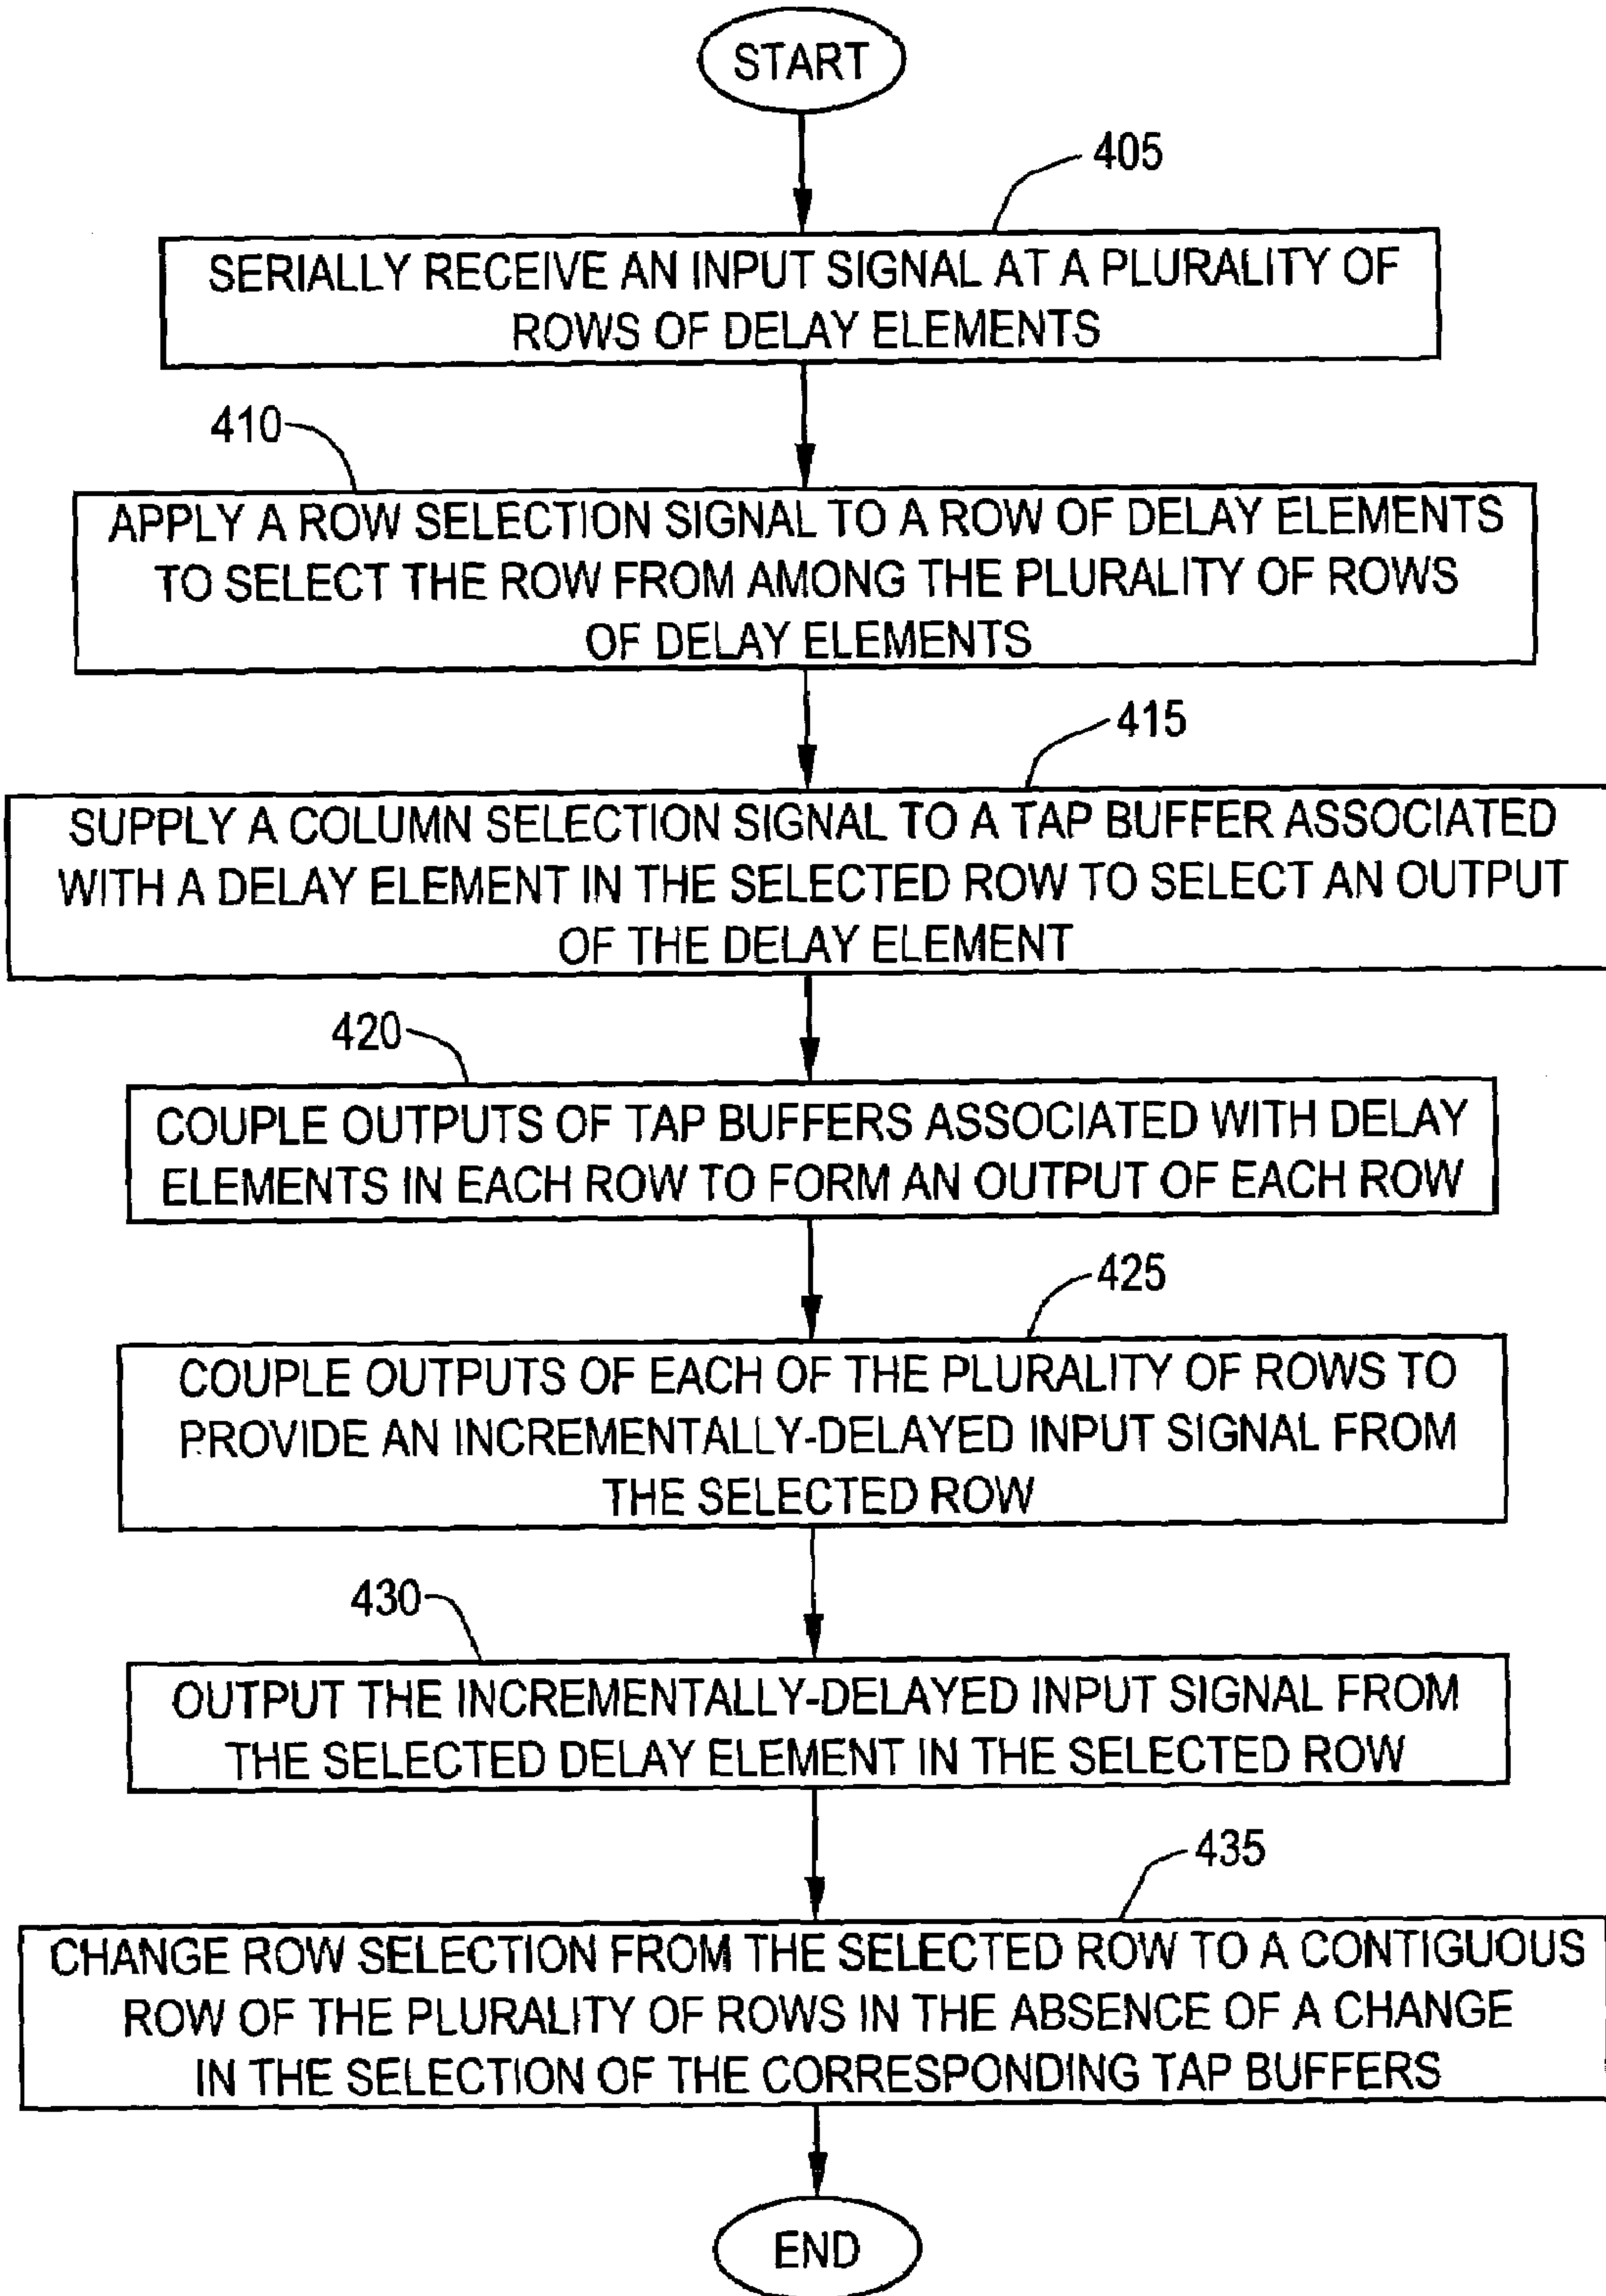 START
405
SERIALLY RECEIVE AN INPUT SIGNAL AT A PLURALITY OF
ROWS OF DELAY ELEMENTS
410
APPLY A ROW SELECTION SIGNAL TO A ROW OF DELAY ELEMENTS
TO SELECT THE ROW FROM AMONG THE PLURALITY OF ROWS
OF DELAY ELEMENTS
415
SUPPLY A COLUMN SELECTION SIGNAL TO A TAP BUFFER ASSOCIATED
WITH A DELAY ELEMENT IN THE SELECTED ROW TO SELECT AN OUTPUT
OF THE DELAY ELEMENT
420
COUPLE OUTPUTS OF TAP BUFFERS ASSOCIATED WITH DELAY
ELEMENTS IN EACH ROW TO FORM AN OUTPUT OF EACH ROW
425
COUPLE OUTPUTS OF EACH OF THE PLURALITY OF ROWS TO
PROVIDE AN INCREMENTALLY-DELAYED INPUT SIGNAL FROM
THE SELECTED ROW
430
OUTPUT THE INCREMENTALLY-DELAYED INPUT SIGNAL FROM
THE SELECTED DELAY ELEMENT IN THE SELECTED ROW
435
CHANGE ROW SELECTION FROM THE SELECTED ROW TO A CONTIGUOUS
ROW OF THE PLURALITY OF ROWS IN THE ABSENCE OF A CHANGE
IN THE SELECTION OF THE CORRESPONDING TAP BUFFERS
END